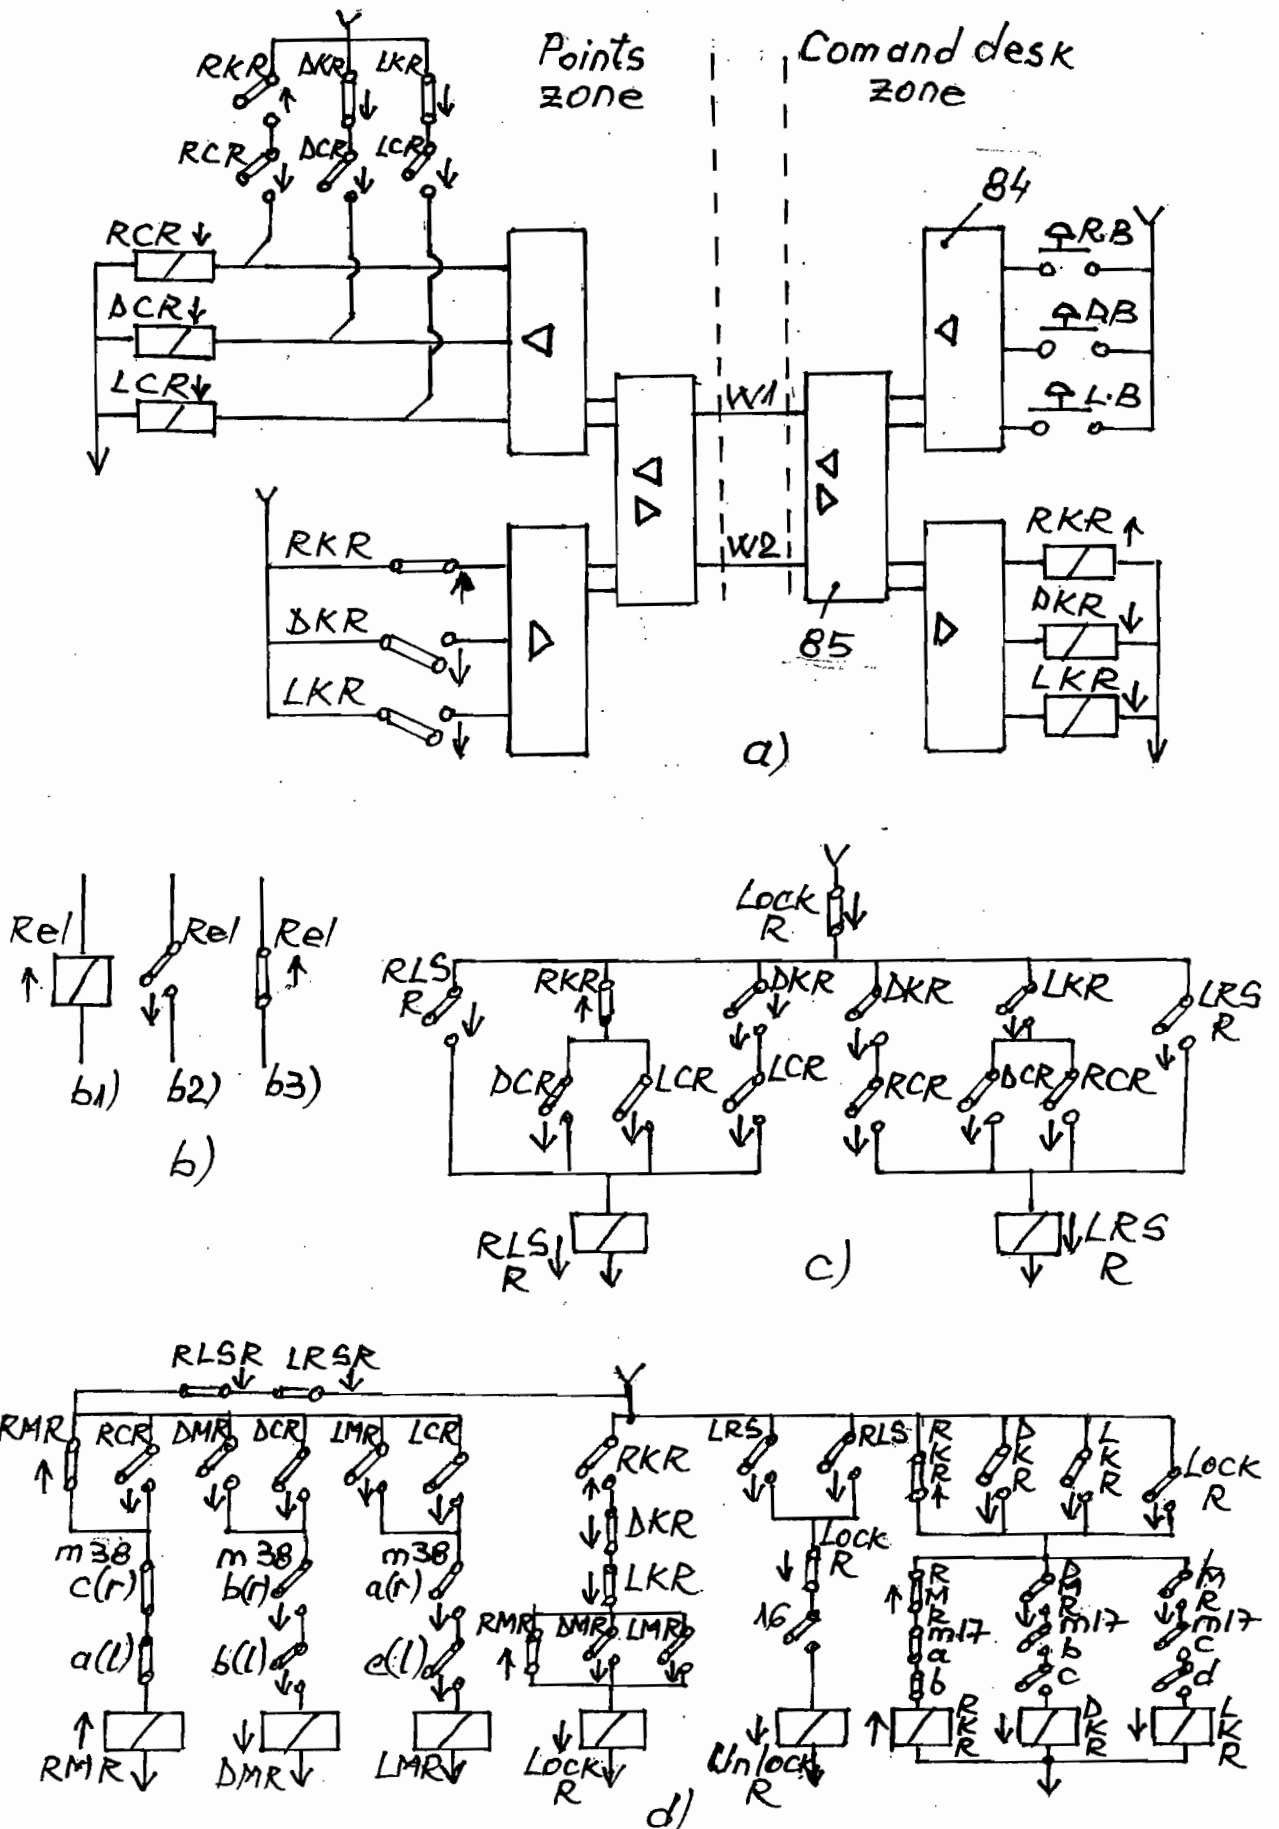 Points
zone
Comand desk
zone
RKR
DKR
LKR
RCR
DCR
LCR
84
RCR
DCR
LCR
R.B
DB
L.B
W1
W2
RKR
DKR
LKR
RKR
DKR
LKR
85
a)
Rel
Rel
Rel
b1)
b2)
b3)
b)
Lock
R
RLS
R
RKR
DKR
DKR
LKR
LRS
R
DCR
LCR
LCR
RCR
DCR
RCR
RLS
R
LRS
R
c)
RLSR
LRSR
RMR
RCR
DMR
DCR
LMR
LCR
RKR
LRS
RLS
R
K
R
D
K
R
L
K
R
Lock
R
DKR
LKR
m38
c(r)
m38
b(r)
m38
a(r)
Lock
R
16
a(l)
b(l)
c(l)
RMR
DMR
LMR
R
M
R
m17
a
b
D
M
R
m17
b
c
L
M
R
m17
c
d
RMR
DMR
LMR
Lock
R
Unlock
R
R
K
R
D
K
R
L
K
R
d)